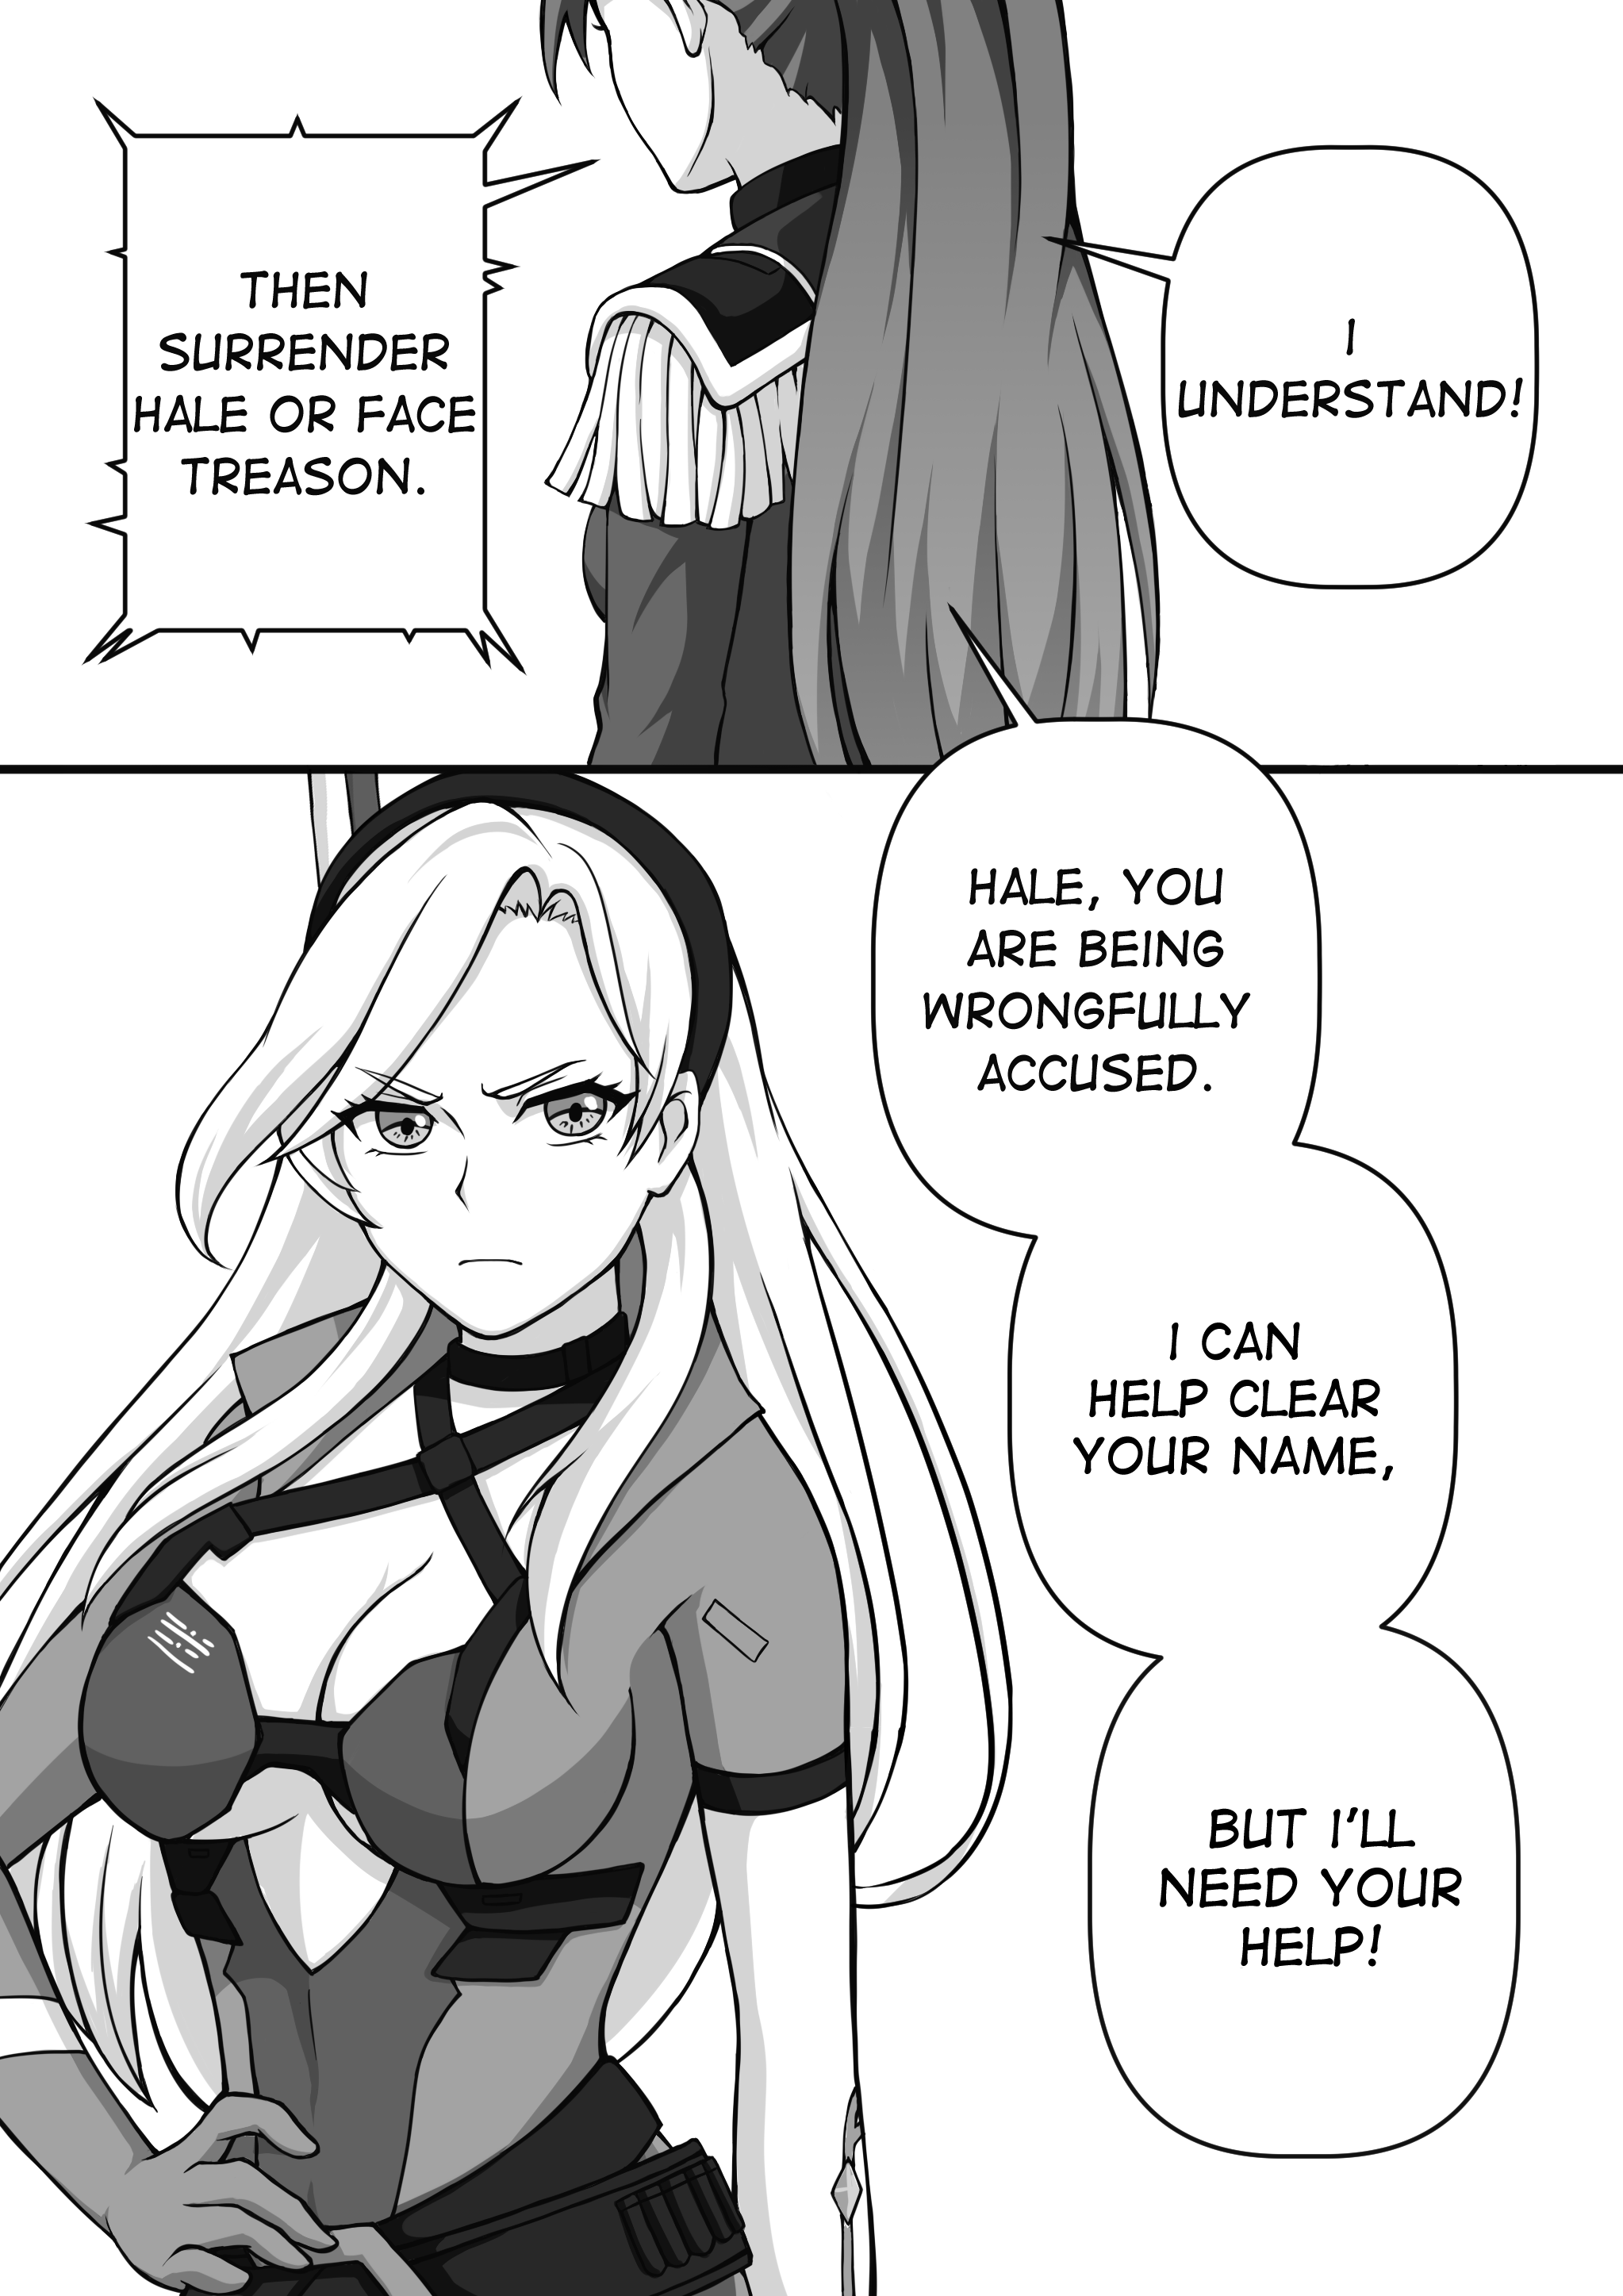 THEN
SURRENDER
HALE OR FACE
TREASON.
I
UNDERSTAND!
HALE, YOU
ARE BEING
WRONGFULLY
ACCUSED.
I CAN
HELP CLEAR
YOUR NAME,
BUT I'LL
NEED YOUR
HELP!